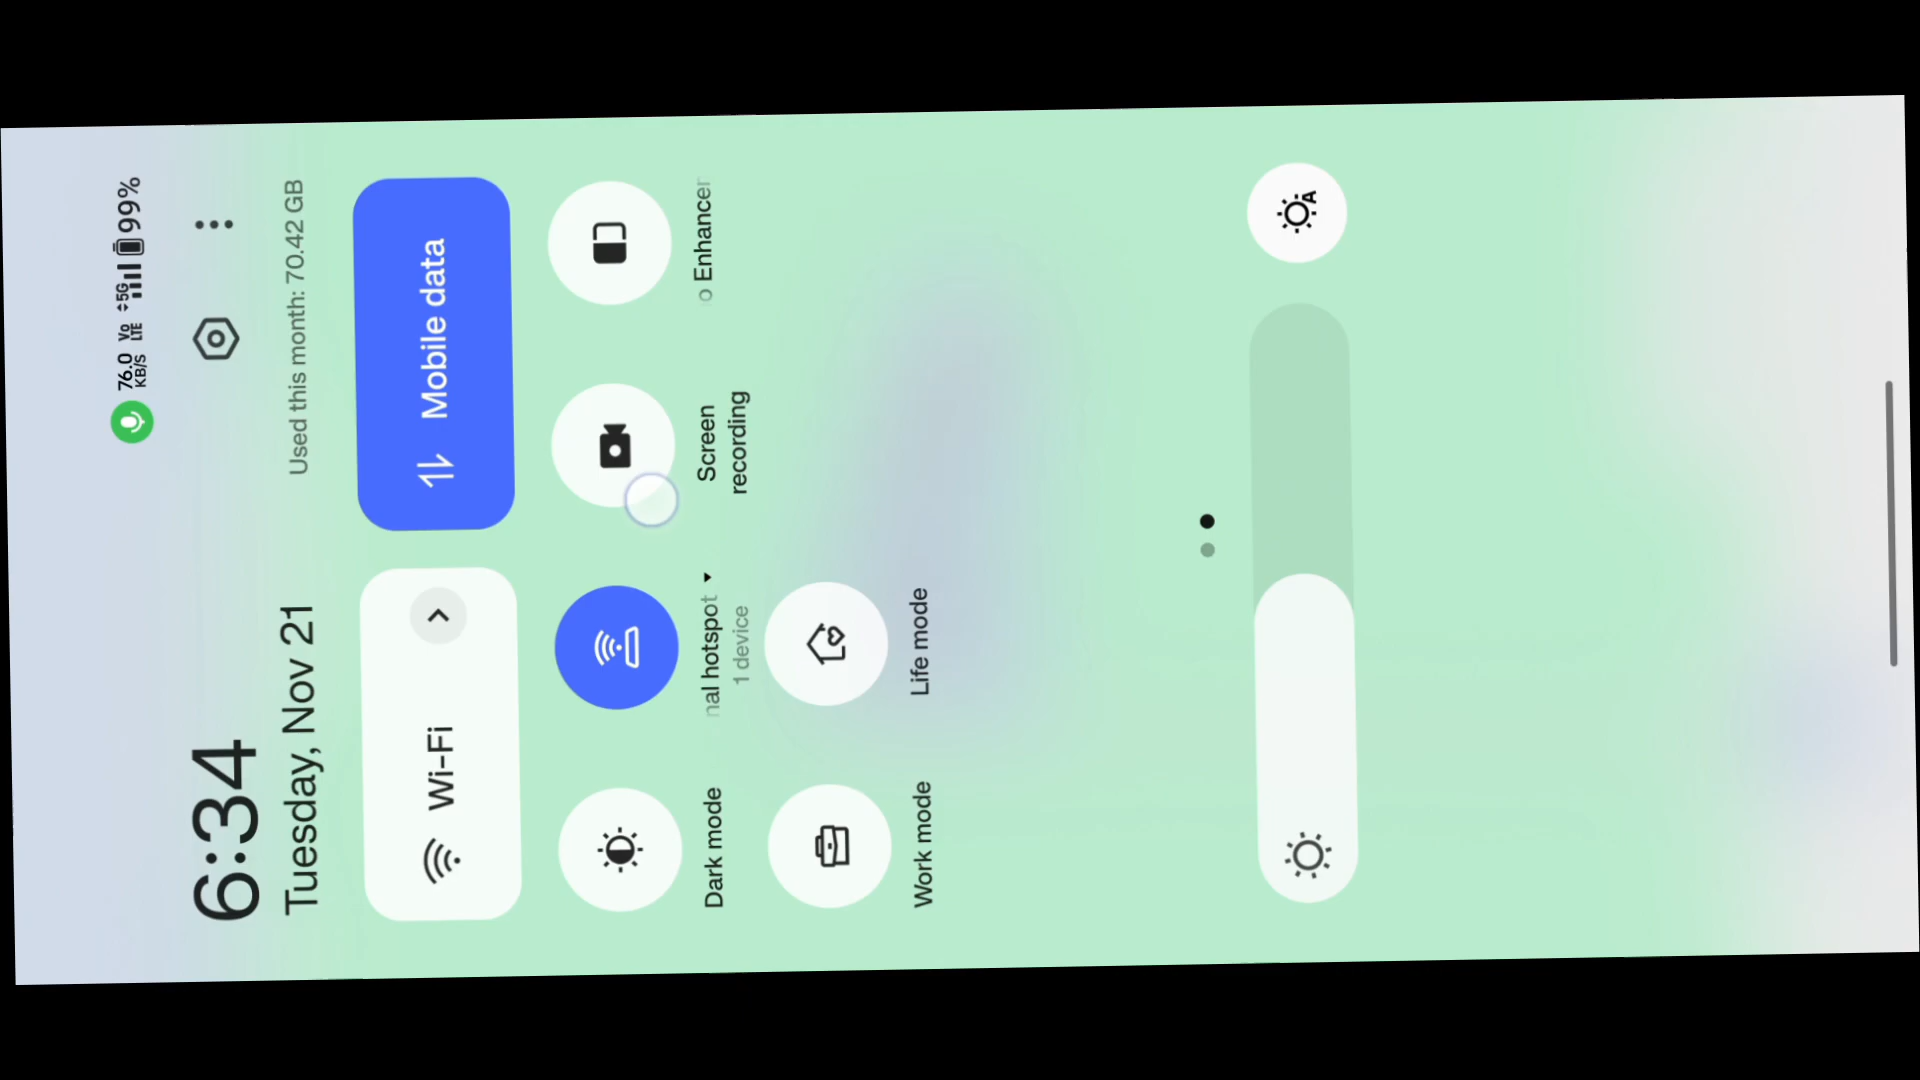 76.0 KB/S Vo LTE 5G 99%
6:34
Tuesday, Nov 21
Used this month: 70.42 GB
Wi-Fi
Mobile data
Dark mode
nal hotspot
1 device
Screen
recording
o Enhancer
Work mode
Life mode
A